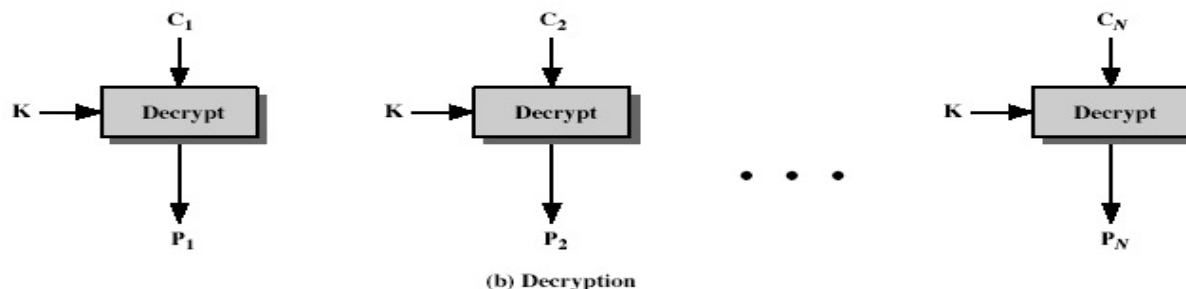 C1 C2 CN
K Decrypt K Decrypt K Decrypt
P1 P2 PN
(b) Decryption